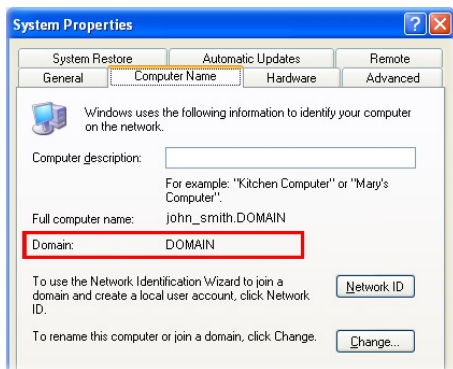 System Properties
System Restore Automatic Updates Remote
General Computer Name Hardware Advanced
Windows uses the following information to identify your computer
on the network.
Computer description:
For example: "Kitchen Computer" or "Mary's
Computer".
Full computer name: john_smith.DOMAIN
Domain: DOMAIN
To use the Network Identification Wizard to join a
domain and create a local user account, click Network
ID.
Network ID
To rename this computer or join a domain, click Change.
Change...